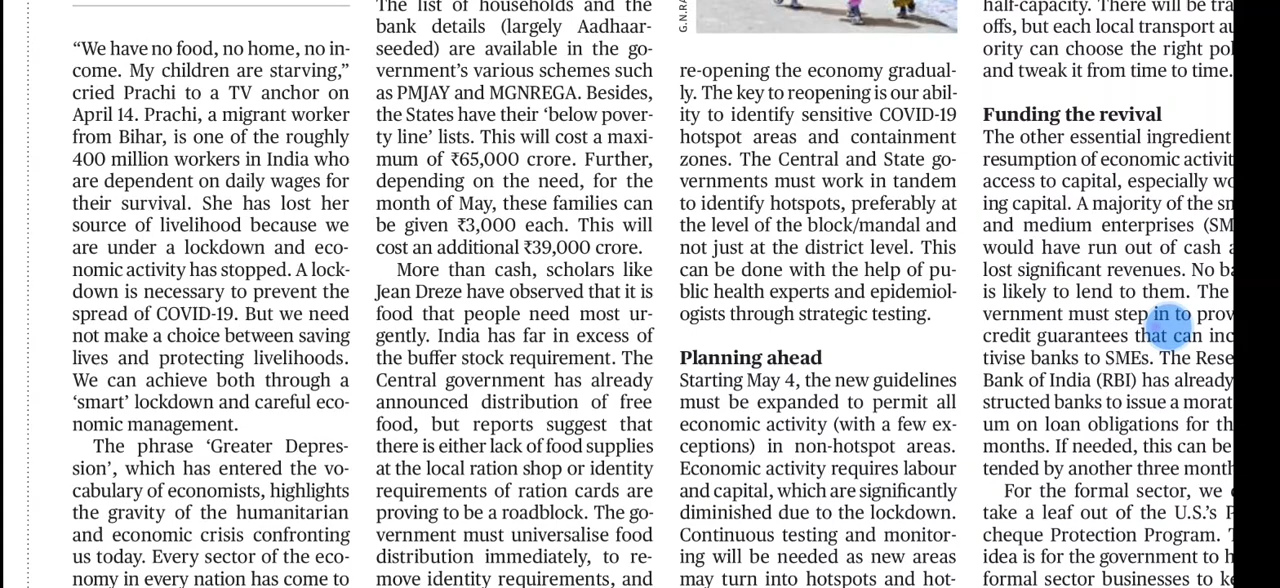 “We have no food, no home, no in-
come. My children are starving,”
cried Prachi to a TV anchor on
April 14. Prachi, a migrant worker
from Bihar, is one of the roughly
400 million workers in India who
are dependent on daily wages for
their survival. She has lost her
source of livelihood because we
are under a lockdown and eco-
nomic activity has stopped. A lock-
down is necessary to prevent the
spread of COVID-19. But we need
not make a choice between saving
lives and protecting livelihoods.
We can achieve both through a
‘smart’ lockdown and careful eco-
nomic management.
The phrase ‘Greater Depres-
sion’, which has entered the vo-
cabulary of economists, highlights
the gravity of the humanitarian
and economic crisis confronting
us today. Every sector of the eco-
nomy in every nation has come to
The list of households and the
bank details (largely Aadhaar-
seeded) are available in the go-
vernment’s various schemes such
as PMJAY and MGNREGA. Besides,
the States have their ‘below pover-
ty line’ lists. This will cost a maxi-
mum of ₹65,000 crore. Further,
depending on the need, for the
month of May, these families can
be given ₹3,000 each. This will
cost an additional ₹39,000 crore.
More than cash, scholars like
Jean Dreze have observed that it is
food that people need most ur-
gently. India has far in excess of
the buffer stock requirement. The
Central government has already
announced distribution of free
food, but reports suggest that
there is either lack of food supplies
at the local ration shop or identity
requirements of ration cards are
proving to be a roadblock. The go-
vernment must universalise food
distribution immediately, to re-
move identity requirements, and
G.N.RA
re-opening the economy gradual-
ly. The key to reopening is our abil-
ity to identify sensitive COVID-19
hotspot areas and containment
zones. The Central and State go-
vernments must work in tandem
to identify hotspots, preferably at
the level of the block/mandal and
not just at the district level. This
can be done with the help of pu-
blic health experts and epidemiol-
ogists through strategic testing.
Planning ahead
Starting May 4, the new guidelines
must be expanded to permit all
economic activity (with a few ex-
ceptions) in non-hotspot areas.
Economic activity requires labour
and capital, which are significantly
diminished due to the lockdown.
Continuous testing and monitor-
ing will be needed as new areas
may turn into hotspots and hot-
half-capacity. There will be tra
offs, but each local transport au
ority can choose the right pol
and tweak it from time to time.
Funding the revival
The other essential ingredient
resumption of economic activit
access to capital, especially wo
ing capital. A majority of the sm
and medium enterprises (SM
would have run out of cash a
lost significant revenues. No ba
is likely to lend to them. The
vernment must step in to prov
credit guarantees that can inc
tivise banks to SMEs. The Rese
Bank of India (RBI) has already
structed banks to issue a morat
um on loan obligations for th
months. If needed, this can be
tended by another three month
For the formal sector, we
take a leaf out of the U.S.’s P
cheque Protection Program. T
idea is for the government to h
formal sector businesses to ke